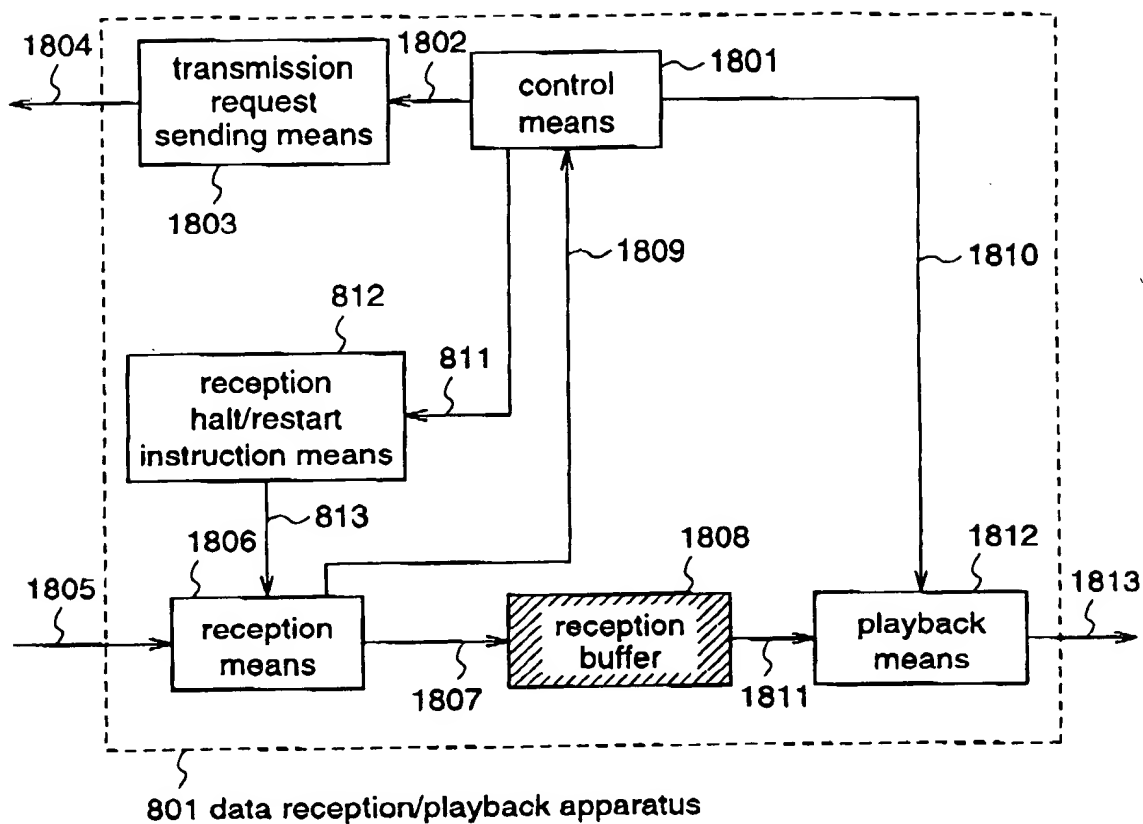 1804
transmission
request
sending means
1803
1802
control
means
1801
1809
1810
812
reception
halt/restart
instruction means
811
813
1806
1805
reception
means
1807
1808
reception
buffer
1811
1812
playback
means
1813
801 data reception/playback apparatus